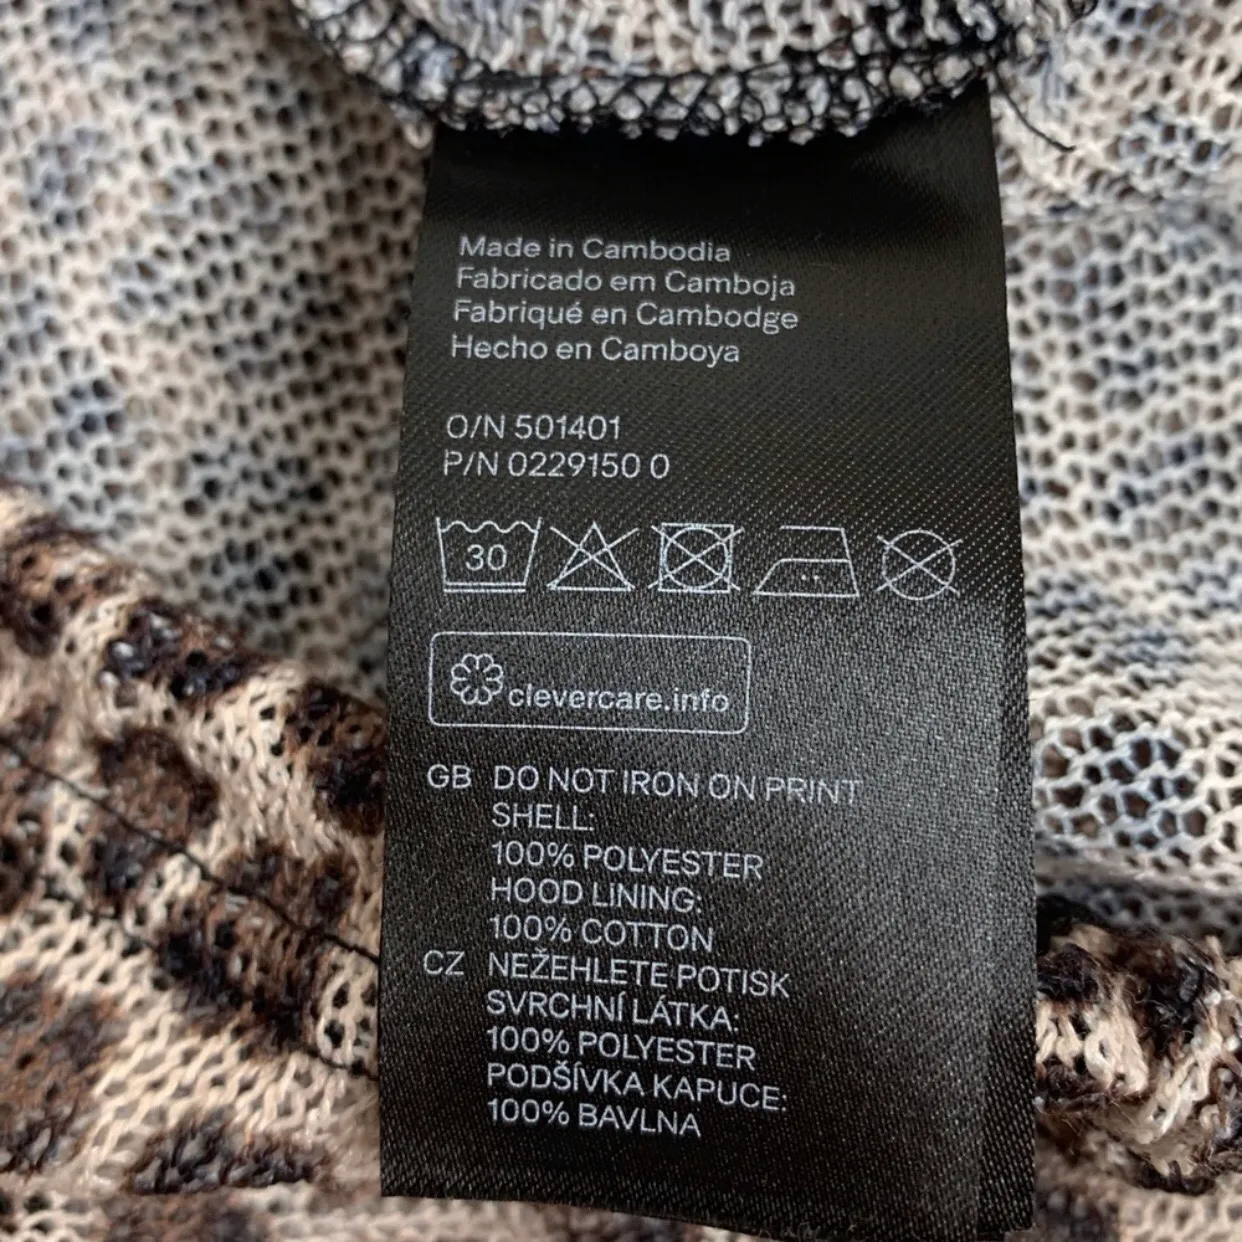 Made in Cambodia
Fabricado em Camboja
Fabriqué en Cambodge
Hecho en Camboya
O/N 501401
P/N 0229150 0
30
clevercare.info
GB DO NOT IRON ON PRINT
SHELL:
100% POLYESTER
HOOD LINING:
100% COTTON
CZ NEŽEHLETE POTISK
SVRCHNÍ LÁTKA:
100% POLYESTER
PODŠÍVKA KAPUCE:
100% BAVLNA